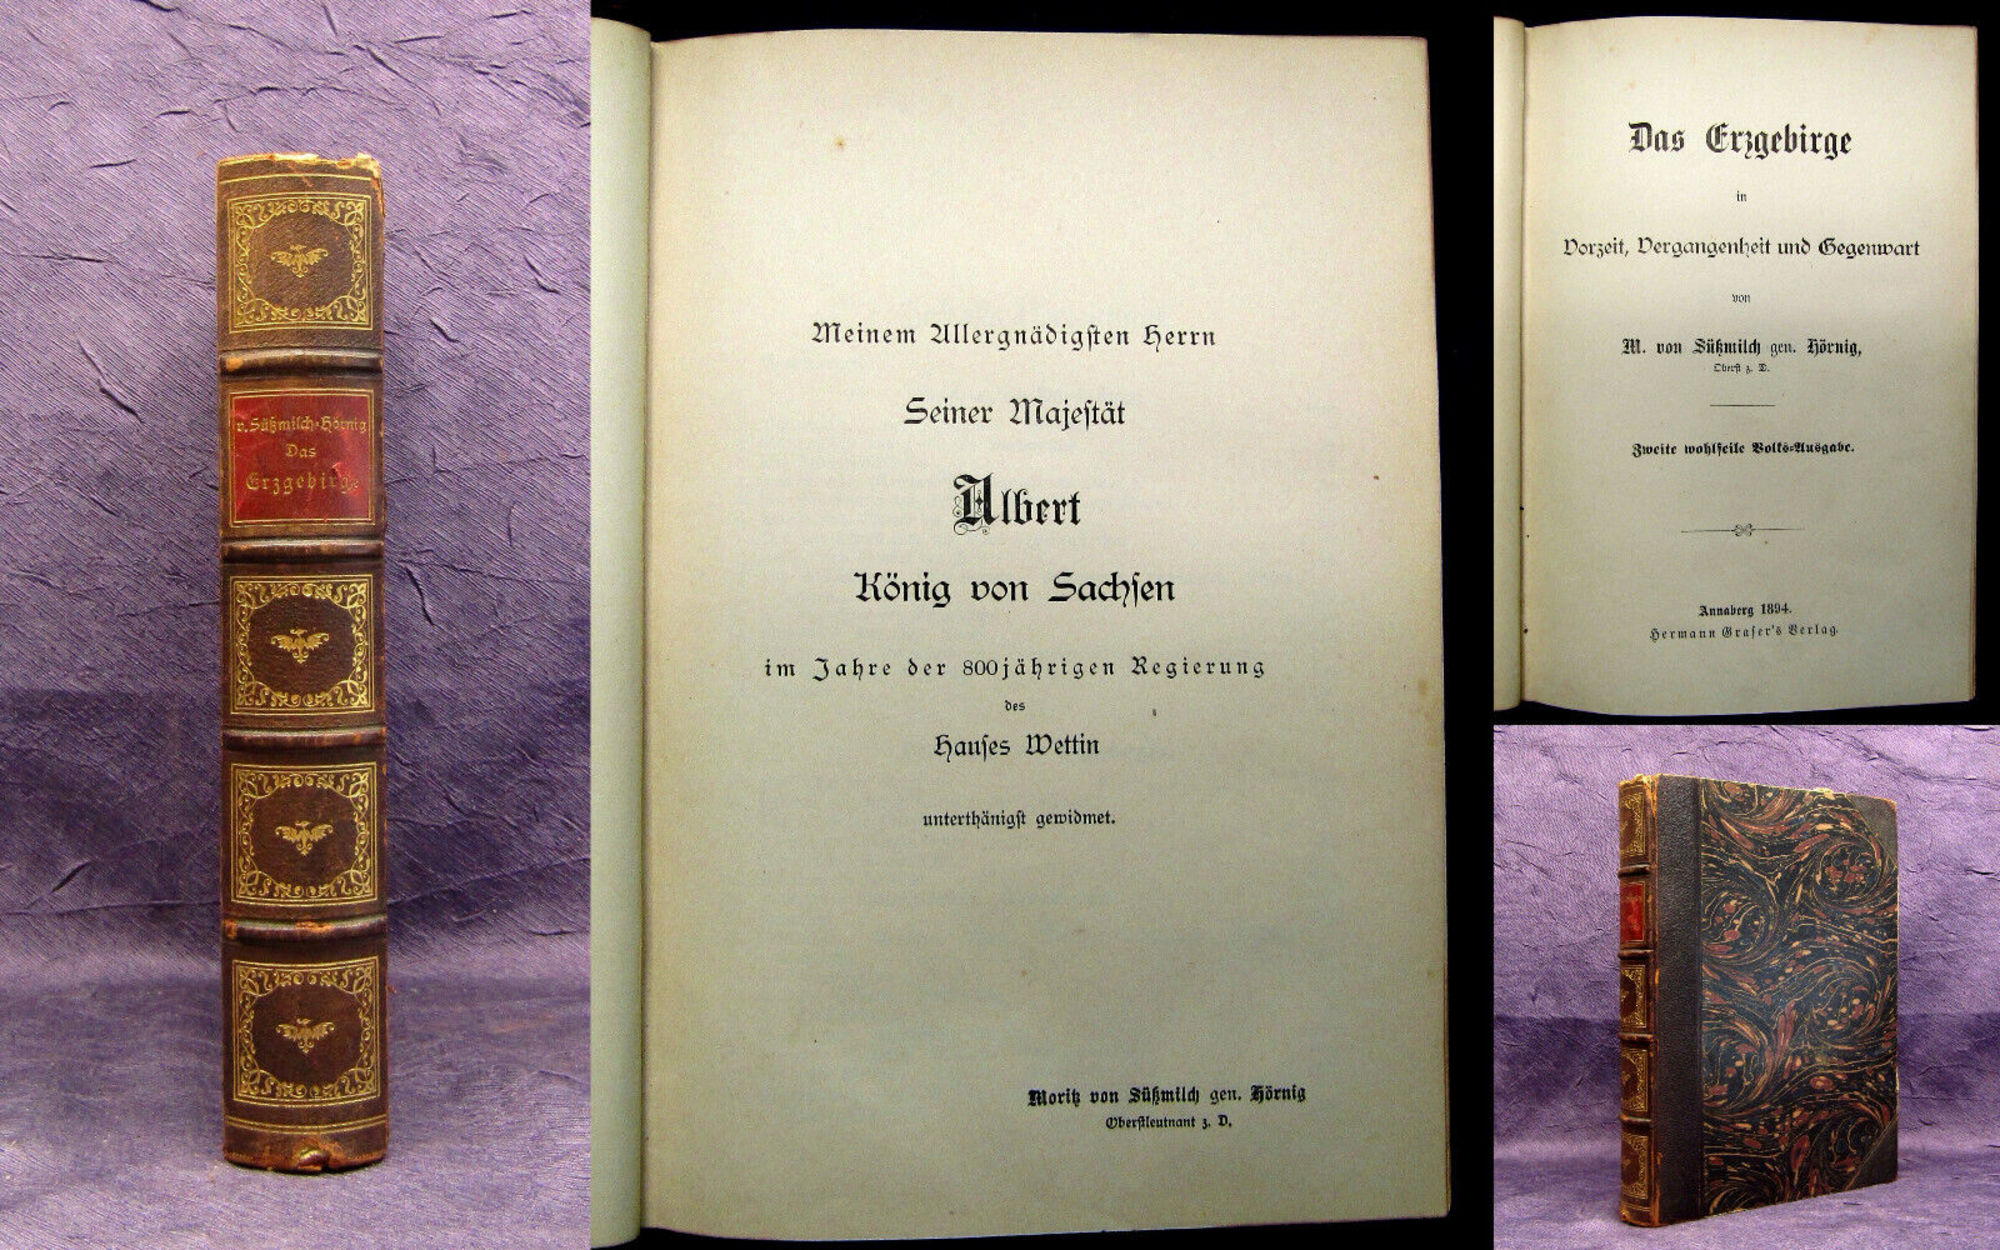 v. Süßmilch-Hörnig
Das
Erzgebirge
Meinem Allergnädigſten Herrn
Seiner Majeſtät
Albert
König von Sachſen
im Jahre der 800jährigen Regierung
des
Hauſes Wettin
unterthänigſt gewidmet.
Moritz von Süßmilch gen. Hörnig
Oberſtleutnant z. D.
Das Erzgebirge
in
Vorzeit, Vergangenheit und Gegenwart
von
M. von Süßmilch gen. Hörnig,
Oberſt z. D.
Zweite wohlfeile Volks-Ausgabe.
Annaberg 1894.
Hermann Graſer's Verlag.